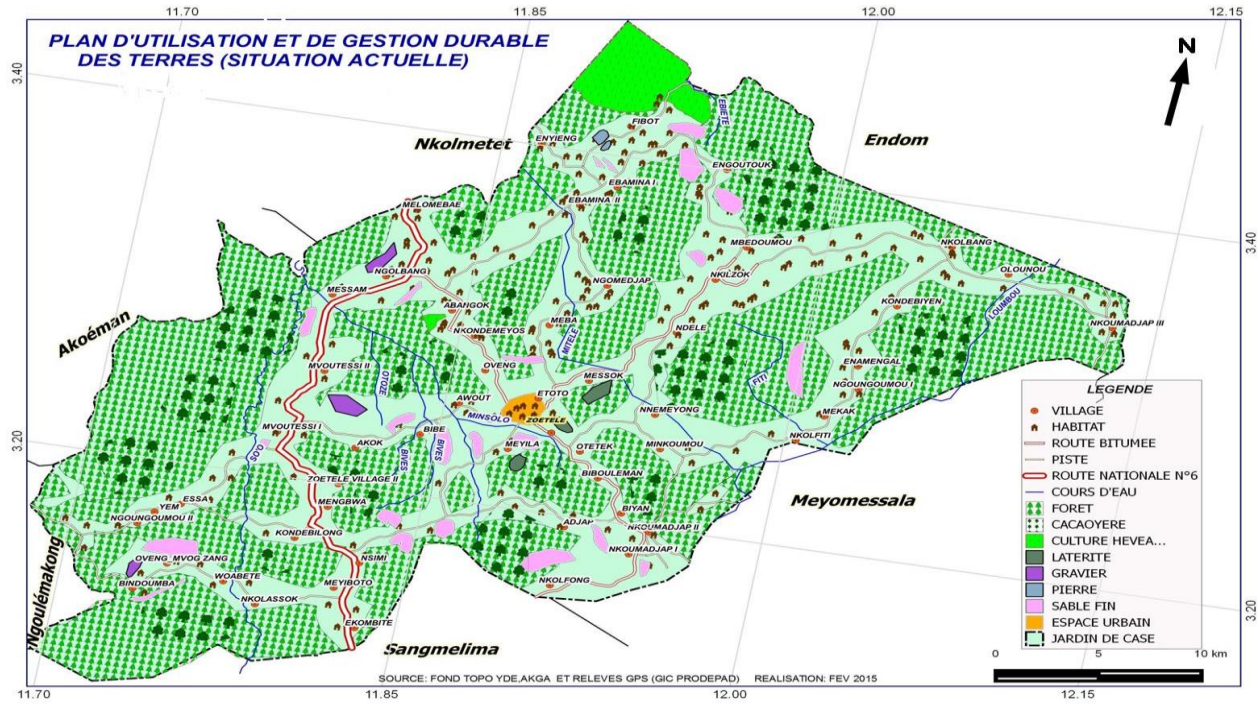 11.70 11.85 12.00 12.15
PLAN D'UTILISATION ET DE GESTION DURABLE
DES TERRES (SITUATION ACTUELLE)
N
3.40
3.40
3.20
3.20
Nkolmetet
Endom
Akoéman
Ngoulémakong
Sangmelima
Meyomessala
EBIETE
FIBOT
ENYIENG
ENGOUTOUK
EBAMINA I
EBAMINA II
MELOMEBAE
MBEDOUMOU
NKOLBANG
NGOLBANG
NKILZOK
OLOUNOU
MESSAM
NGOMEDJAP
KONDEBIYEN
LOUMBOU
ABANGOK
MEBA
NKOUMADJAP III
NKONDEMEYOS
MITELE
NDELE
MVOUTESSI II
OTOZE
OVENG
ENAMENGAL
MESSOK
FITI
NGOUNGOUMOU I
AWOUT
ETOTO
MINSOLO
ZOETELE
NNEMEYONG
MEKAK
MVOUTESSI I
BIBE
NKOLFITI
SO'O
AKOK
BIVES
BIVES
MEYILA
OTETEK
MINKOUMOU
ZOETELE VILLAGE II
BIBOULEMAN
ESSA
YEM
MENGBWA
NGOUNGOUMOU II
BIYAN
ADJAP
NKOUMADJAP II
KONDEBILONG
NKOUMADJAP I
OVENG MVOG ZANG
NSIMI
BINDOUMBA
WOABETE
MEYIBOTO
NKOLFONG
NKOLASSOK
EKOMBITE
LEGENDE
VILLAGE
HABITAT
ROUTE BITUMEE
PISTE
ROUTE NATIONALE N°6
COURS D'EAU
FORET
CACAOYERE
CULTURE HEVEA...
LATERITE
GRAVIER
PIERRE
SABLE FIN
ESPACE URBAIN
JARDIN DE CASE
0 5 10 km
SOURCE: FOND TOPO YDE,AKGA ET RELEVES GPS (GIC PRODEPAD) REALISATION: FEV 2015
11.70 11.85 12.00 12.15